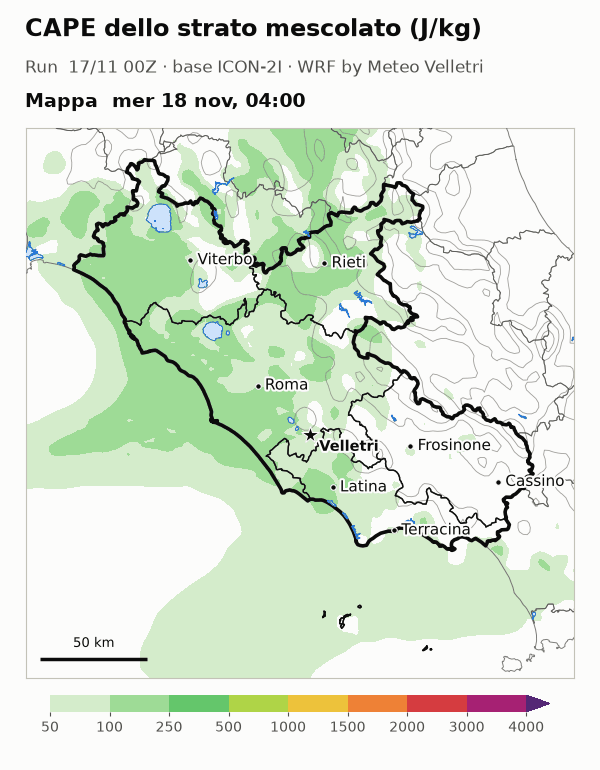 CAPE dello strato mescolato (J/kg)
Run  17/11 00Z · base ICON-2I · WRF by Meteo Velletri
Mappa  mer 18 nov, 04:00
Viterbo
Rieti
Roma
Velletri
Frosinone
Cassino
Latina
Terracina
50 km
50 100 250 500 1000 1500 2000 3000 4000